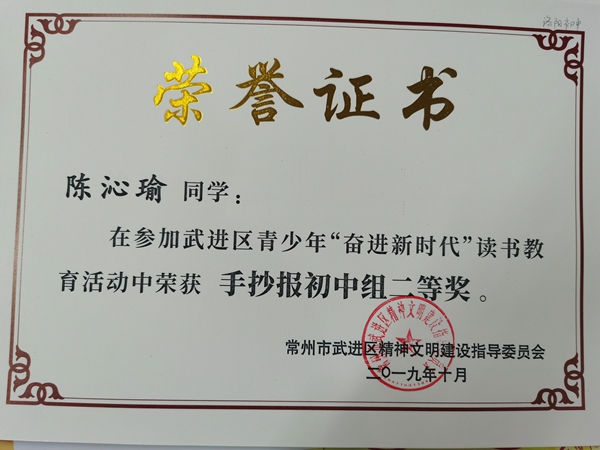 荣誉证书
陈沁瑜 同学：
在参加武进区青少年“奋进新时代”读书教
育活动中荣获 手抄报初中组二等奖 。
常州市武进区精神文明建设指导委员会
二〇一九年十月